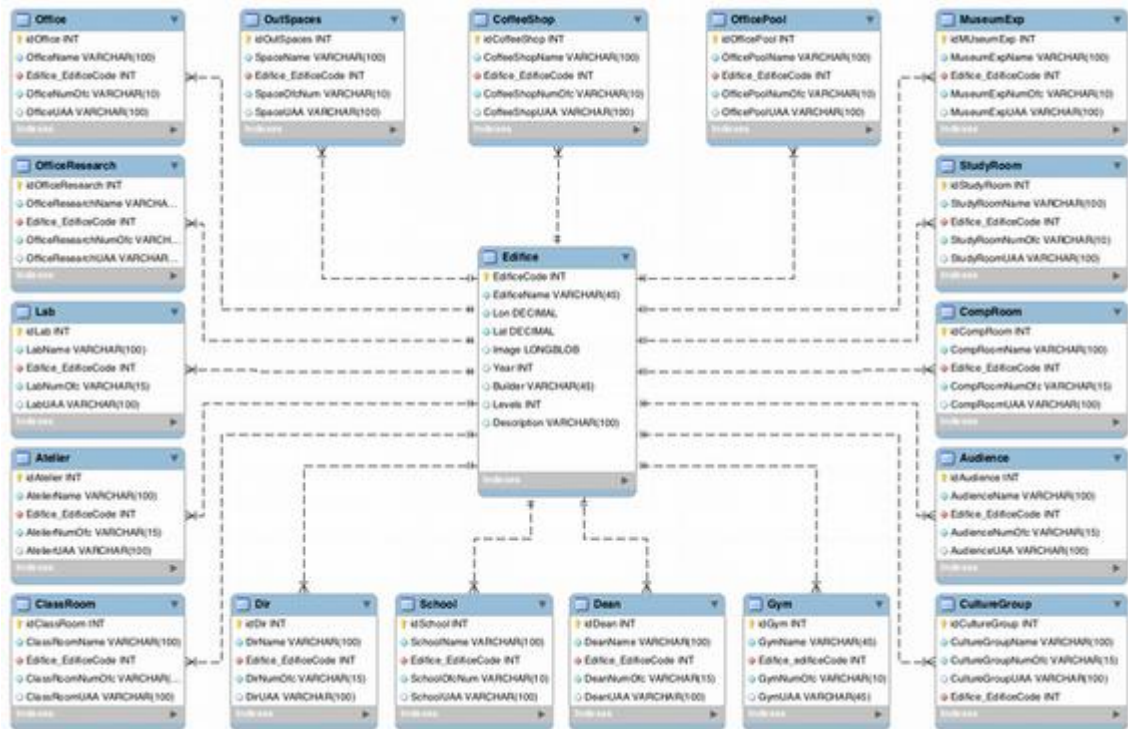 Office
idOffice INT
OfficeName VARCHAR(100)
Edifice_EdificeCode INT
OfficeNumOfc VARCHAR(10)
OfficeUAA VARCHAR(100)
Indexes
OutSpaces
idOutSpaces INT
SpaceName VARCHAR(100)
Edifice_EdificeCode INT
SpaceOfcNum VARCHAR(10)
SpaceUAA VARCHAR(100)
Indexes
CoffeeShop
idCoffeeShop INT
CoffeeShopName VARCHAR(100)
Edifice_EdificeCode INT
CoffeeShopNumOfc VARCHAR(10)
CoffeeShopUAA VARCHAR(100)
Indexes
OfficePool
idOfficePool INT
OfficePoolName VARCHAR(100)
Edifice_EdificeCode INT
OfficePoolNumOfc VARCHAR(10)
OfficePoolUAA VARCHAR(100)
Indexes
MuseumExp
idMUseumExp INT
MuseumExpName VARCHAR(100)
Edifice_EdificeCode INT
MuseumExpNumOfc VARCHAR(10)
MuseumExpUAA VARCHAR(100)
Indexes
OfficeResearch
idOfficeResearch INT
OfficeResearchName VARCHA...
Edifice_EdificeCode INT
OfficeResearchNumOfc VARCH...
OfficeResearchUAA VARCHAR...
Indexes
StudyRoom
idStudyRoom INT
StudyRoomName VARCHAR(100)
Edifice_EdificeCode INT
StudyRoomNumOfc VARCHAR(10)
StudyRoomUAA VARCHAR(100)
Indexes
Edifice
EdificeCode INT
EdificeName VARCHAR(45)
Lon DECIMAL
Lat DECIMAL
Image LONGBLOB
Year INT
Builder VARCHAR(45)
Levels INT
Description VARCHAR(100)
Indexes
Lab
idLab INT
LabName VARCHAR(100)
Edifice_EdificeCode INT
LabNumOfc VARCHAR(15)
LabUAA VARCHAR(100)
Indexes
CompRoom
idCompRoom INT
CompRoomName VARCHAR(100)
Edifice_EdificeCode INT
CompRoomNumOfc VARCHAR(15)
CompRoomUAA VARCHAR(100)
Indexes
Atelier
idAtelier INT
AtelierName VARCHAR(100)
Edifice_EdificeCode INT
AtelierNumOfc VARCHAR(15)
AtelierUAA VARCHAR(100)
Indexes
Audience
idAudience INT
AudienceName VARCHAR(100)
Edifice_EdificeCode INT
AudienceNumOfc VARCHAR(15)
AudienceUAA VARCHAR(100)
Indexes
ClassRoom
idClassRoom INT
ClassRoomName VARCHAR(100)
Edifice_EdificeCode INT
ClassRoomNumOfc VARCHAR(...
ClassRoomUAA VARCHAR(100)
Indexes
Dir
idDir INT
DirName VARCHAR(100)
Edifice_EdificeCode INT
DirNumOfc VARCHAR(15)
DirUAA VARCHAR(100)
Indexes
School
idSchool INT
SchoolName VARCHAR(100)
Edifice_EdificeCode INT
SchoolOfcNum VARCHAR(10)
SchoolUAA VARCHAR(100)
Indexes
Dean
idDean INT
DeanName VARCHAR(100)
Edifice_EdificeCode INT
DeanNumOfc VARCHAR(15)
DeanUAA VARCHAR(100)
Indexes
Gym
idGym INT
GymName VARCHAR(45)
Edifice_edificeCode INT
GymNumOfc VARCHAR(10)
GymUAA VARCHAR(45)
Indexes
CultureGroup
idCultureGroup INT
CultureGroupName VARCHAR(100)
CultureGroupNumOfc VARCHAR(15)
CultureGroupUAA VARCHAR(100)
Edifice_EdificeCode INT
Indexes